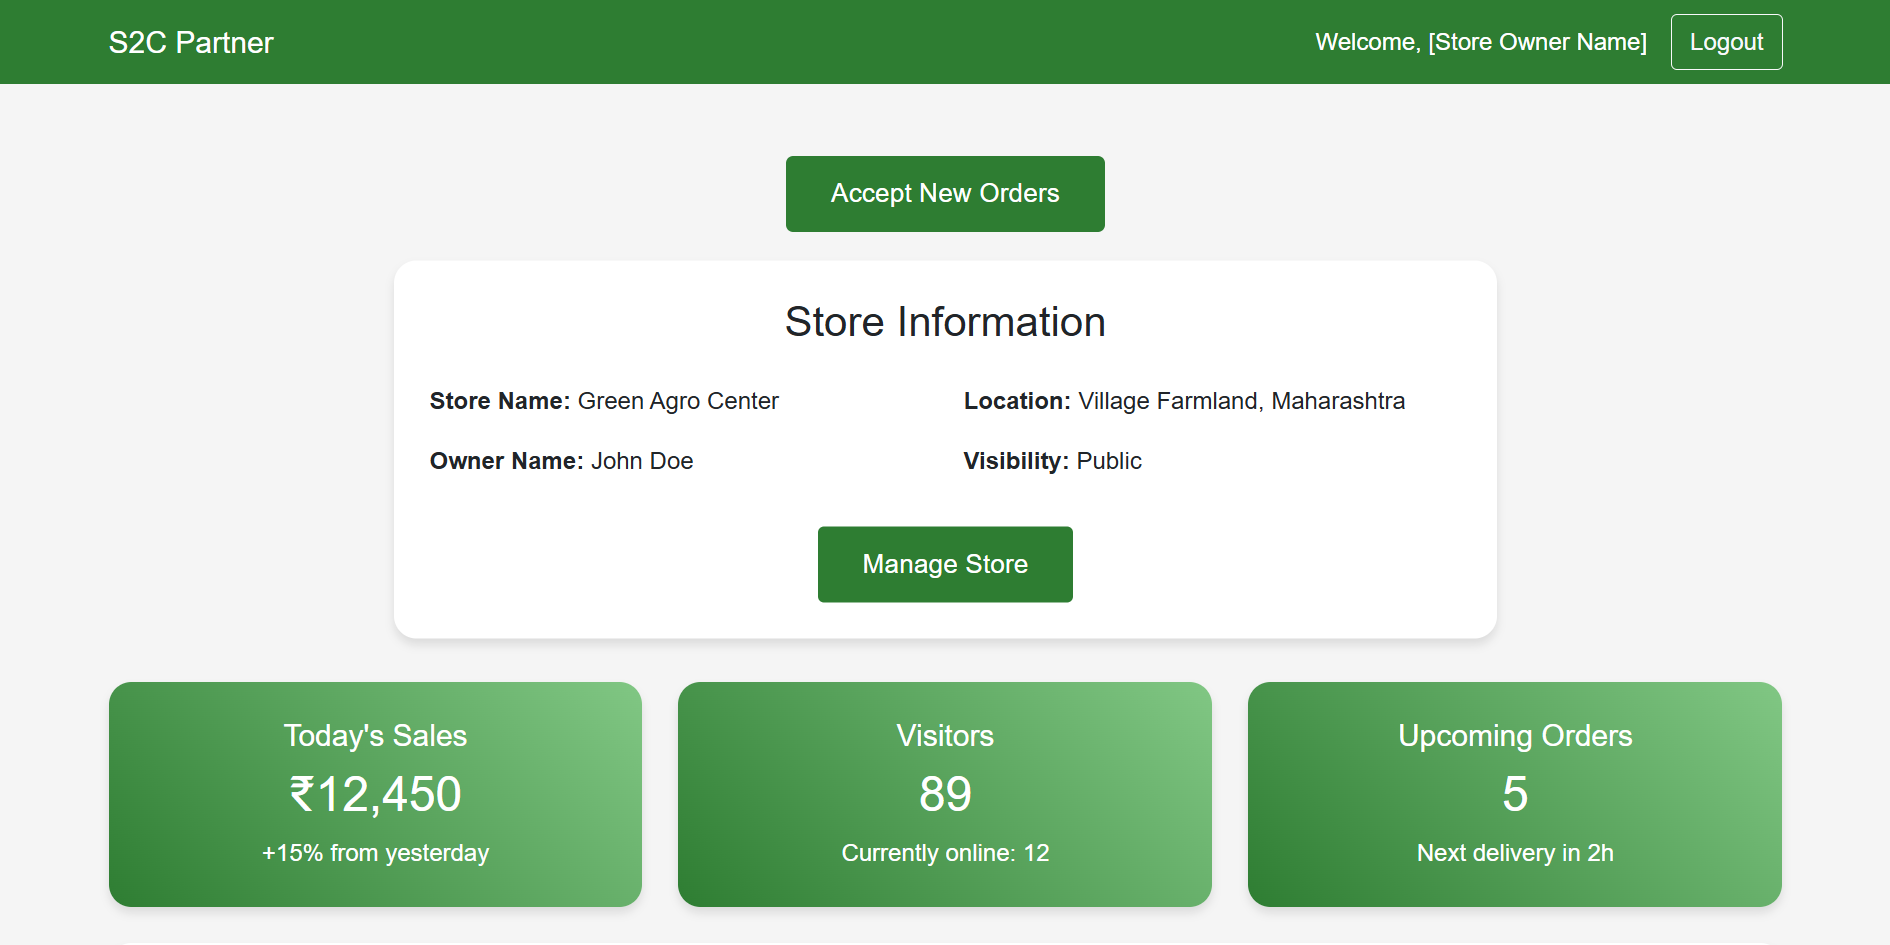 S2C Partner
Welcome, [Store Owner Name]
Logout
Accept New Orders
Store Information
Store Name: Green Agro Center
Location: Village Farmland, Maharashtra
Owner Name: John Doe
Visibility: Public
Manage Store
Today's Sales
₹12,450
+15% from yesterday
Visitors
89
Currently online: 12
Upcoming Orders
5
Next delivery in 2h